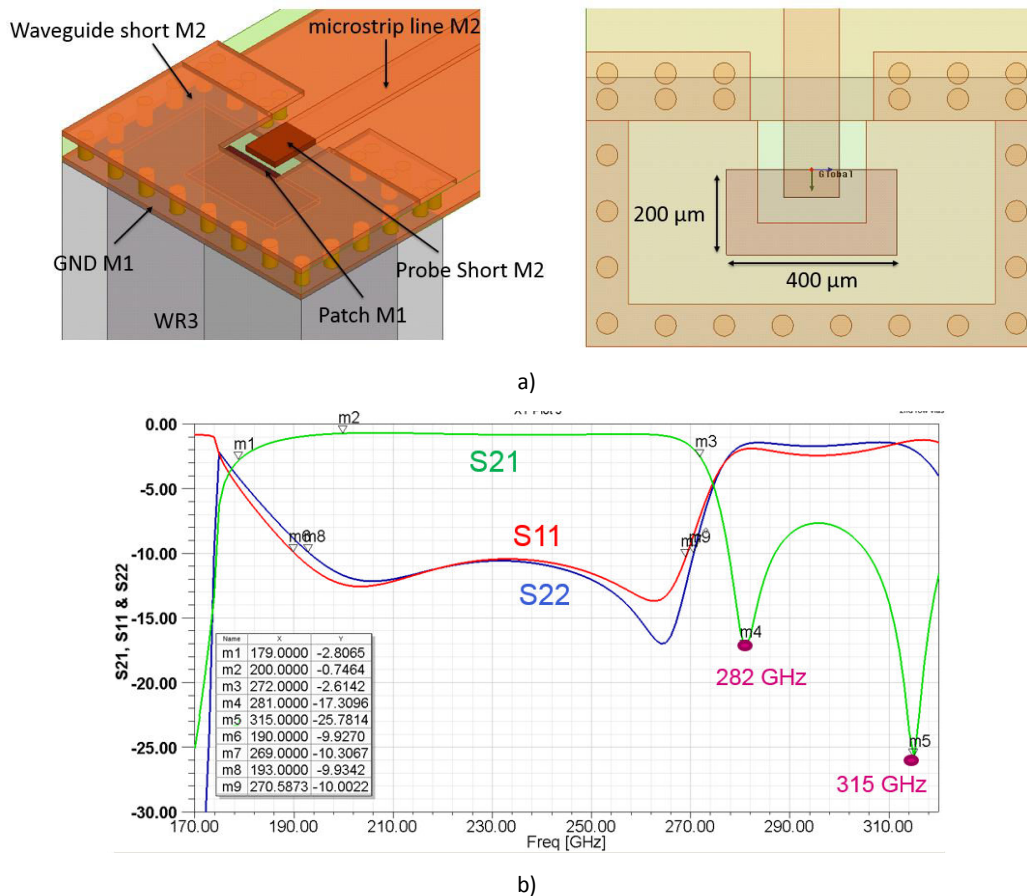 Waveguide short M2
microstrip line M2
GND M1
WR3
Patch M1
Probe Short M2
Global
200 µm
400 µm
a)
S21, S11 & S22
0.00
-5.00
-10.00
-15.00
-20.00
-25.00
-30.00
m1
m2
m3
S21
S11
S22
m8
m9
m4
282 GHz
m5
315 GHz
Name X Y
m1 179.0000 -2.8065
m2 200.0000 -0.7464
m3 272.0000 -2.6142
m4 281.0000 -17.3096
m5 315.0000 -25.7814
m6 190.0000 -9.9270
m7 269.0000 -10.3067
m8 193.0000 -9.9342
m9 270.5873 -10.0022
170.00 190.00 210.00 230.00 250.00 270.00 290.00 310.00
Freq [GHz]
b)